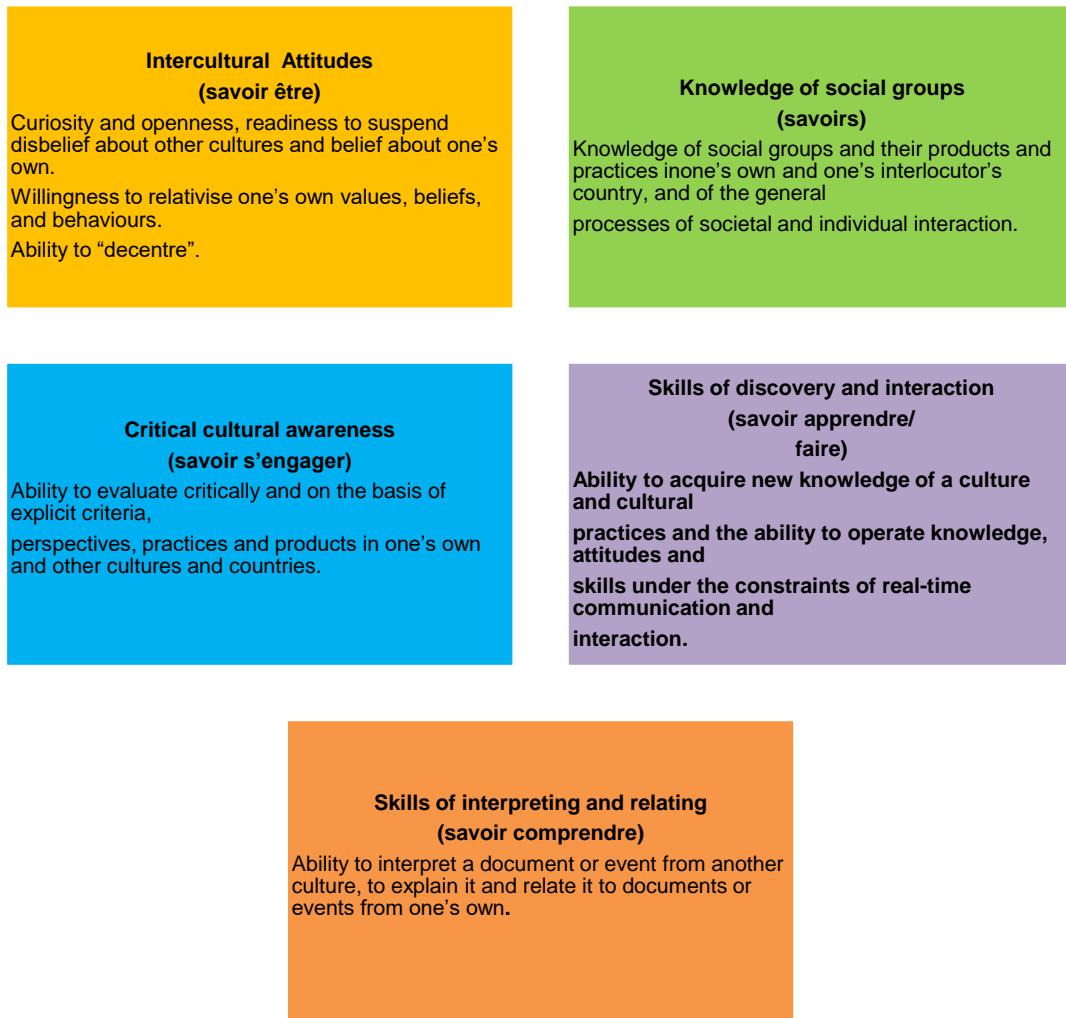 Intercultural Attitudes
(savoir être)
Curiosity and openness, readiness to suspend
disbelief about other cultures and belief about one’s
own.
Willingness to relativise one’s own values, beliefs,
and behaviours.
Ability to “decentre”.
Knowledge of social groups
(savoirs)
Knowledge of social groups and their products and
practices inone’s own and one’s interlocutor’s
country, and of the general
processes of societal and individual interaction.
Critical cultural awareness
(savoir s’engager)
Ability to evaluate critically and on the basis of
explicit criteria,
perspectives, practices and products in one’s own
and other cultures and countries.
Skills of discovery and interaction
(savoir apprendre/
faire)
Ability to acquire new knowledge of a culture
and cultural
practices and the ability to operate knowledge,
attitudes and
skills under the constraints of real-time
communication and
interaction.
Skills of interpreting and relating
(savoir comprendre)
Ability to interpret a document or event from another
culture, to explain it and relate it to documents or
events from one’s own.